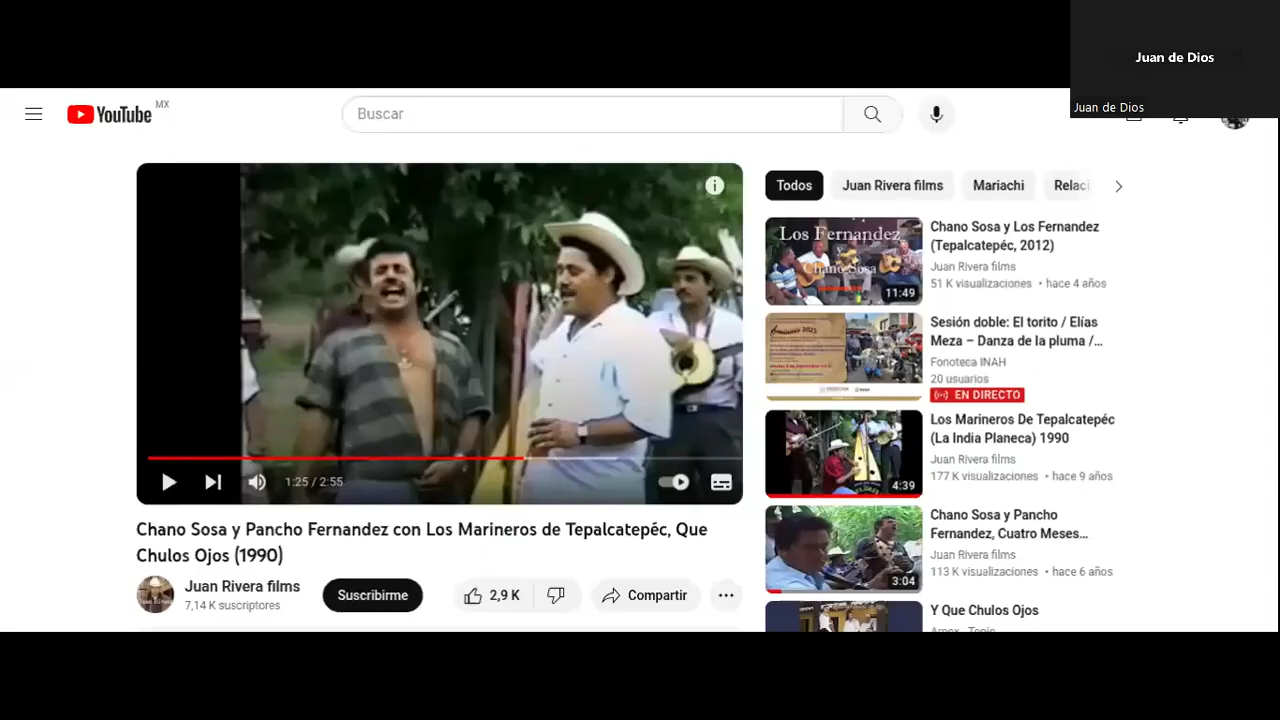 Juan de Dios
Juan de Dios
YouTube MX
Buscar
Todos
Juan Rivera films
Mariachi
Relaci
Los Fernandez
y
Chano Sosa
11:49
Chano Sosa y Los Fernandez
(Tepalcatepéc, 2012)
Juan Rivera films
51 K visualizaciones • hace 4 años
Sesión doble: El torito / Elías
Meza – Danza de la pluma /...
Fonoteca INAH
20 usuarios
EN DIRECTO
4:39
Los Marineros De Tepalcatepéc
(La India Planeca) 1990
Juan Rivera films
177 K visualizaciones • hace 9 años
3:04
Chano Sosa y Pancho
Fernandez, Cuatro Meses...
Juan Rivera films
113 K visualizaciones • hace 6 años
Y Que Chulos Ojos
1:25 / 2:55
Chano Sosa y Pancho Fernandez con Los Marineros de Tepalcatepéc, Que
Chulos Ojos (1990)
Juan Rivera films
7,14 K suscriptores
Suscribirme
2,9 K
Compartir